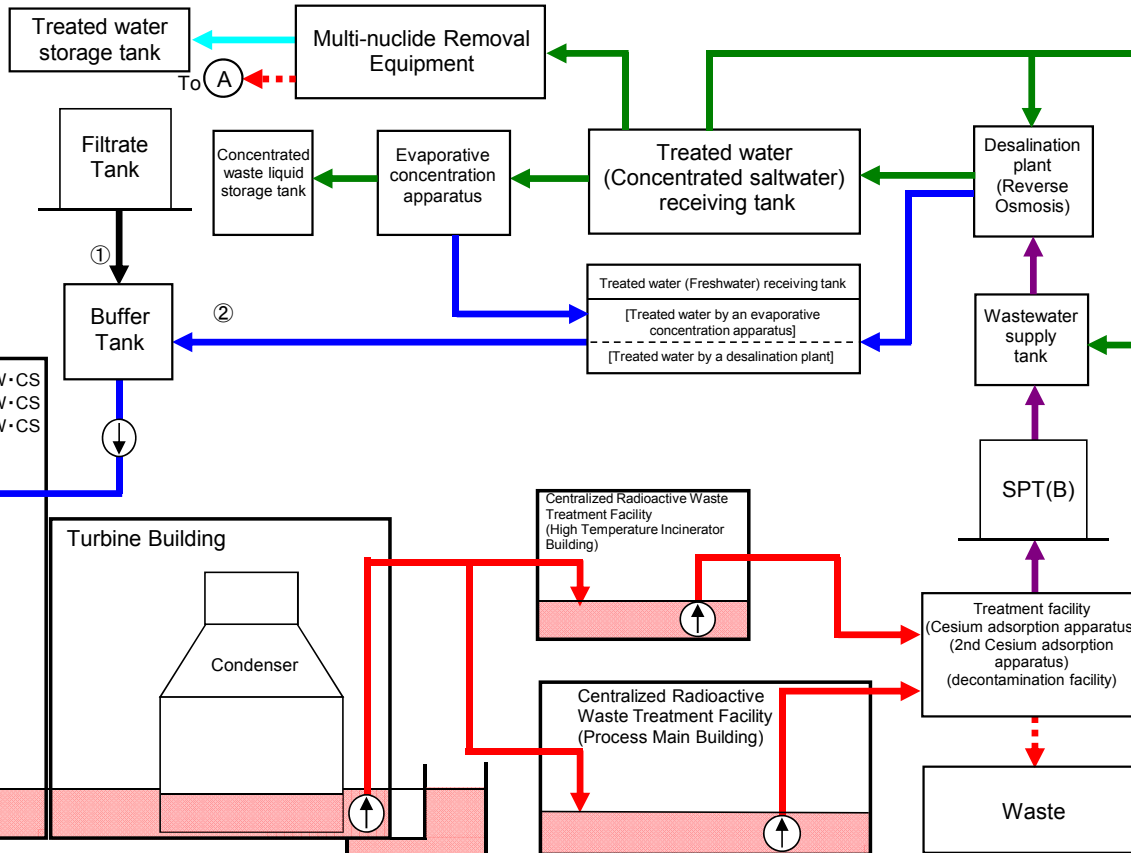 Treated water
storage tank
Multi-nuclide Removal
Equipment
To
A
Filtrate
Tank
Concentrated
waste liquid
storage tank
Evaporative
concentration
apparatus
Treated water
(Concentrated saltwater)
receiving tank
Desalination
plant
(Reverse
Osmosis)
①
②
Buffer
Tank
Treated water (Freshwater) receiving tank
[Treated water by an evaporative
concentration apparatus]
[Treated water by a desalination plant]
Wastewater
supply
tank
W・CS
W・CS
W・CS
SPT(B)
Turbine Building
Condenser
Centralized Radioactive Waste
Treatment Facility
(High Temperature Incinerator
Building)
Treatment facility
(Cesium adsorption apparatus
(2nd Cesium adsorption
apparatus)
(decontamination facility)
Centralized Radioactive
Waste Treatment Facility
(Process Main Building)
Waste